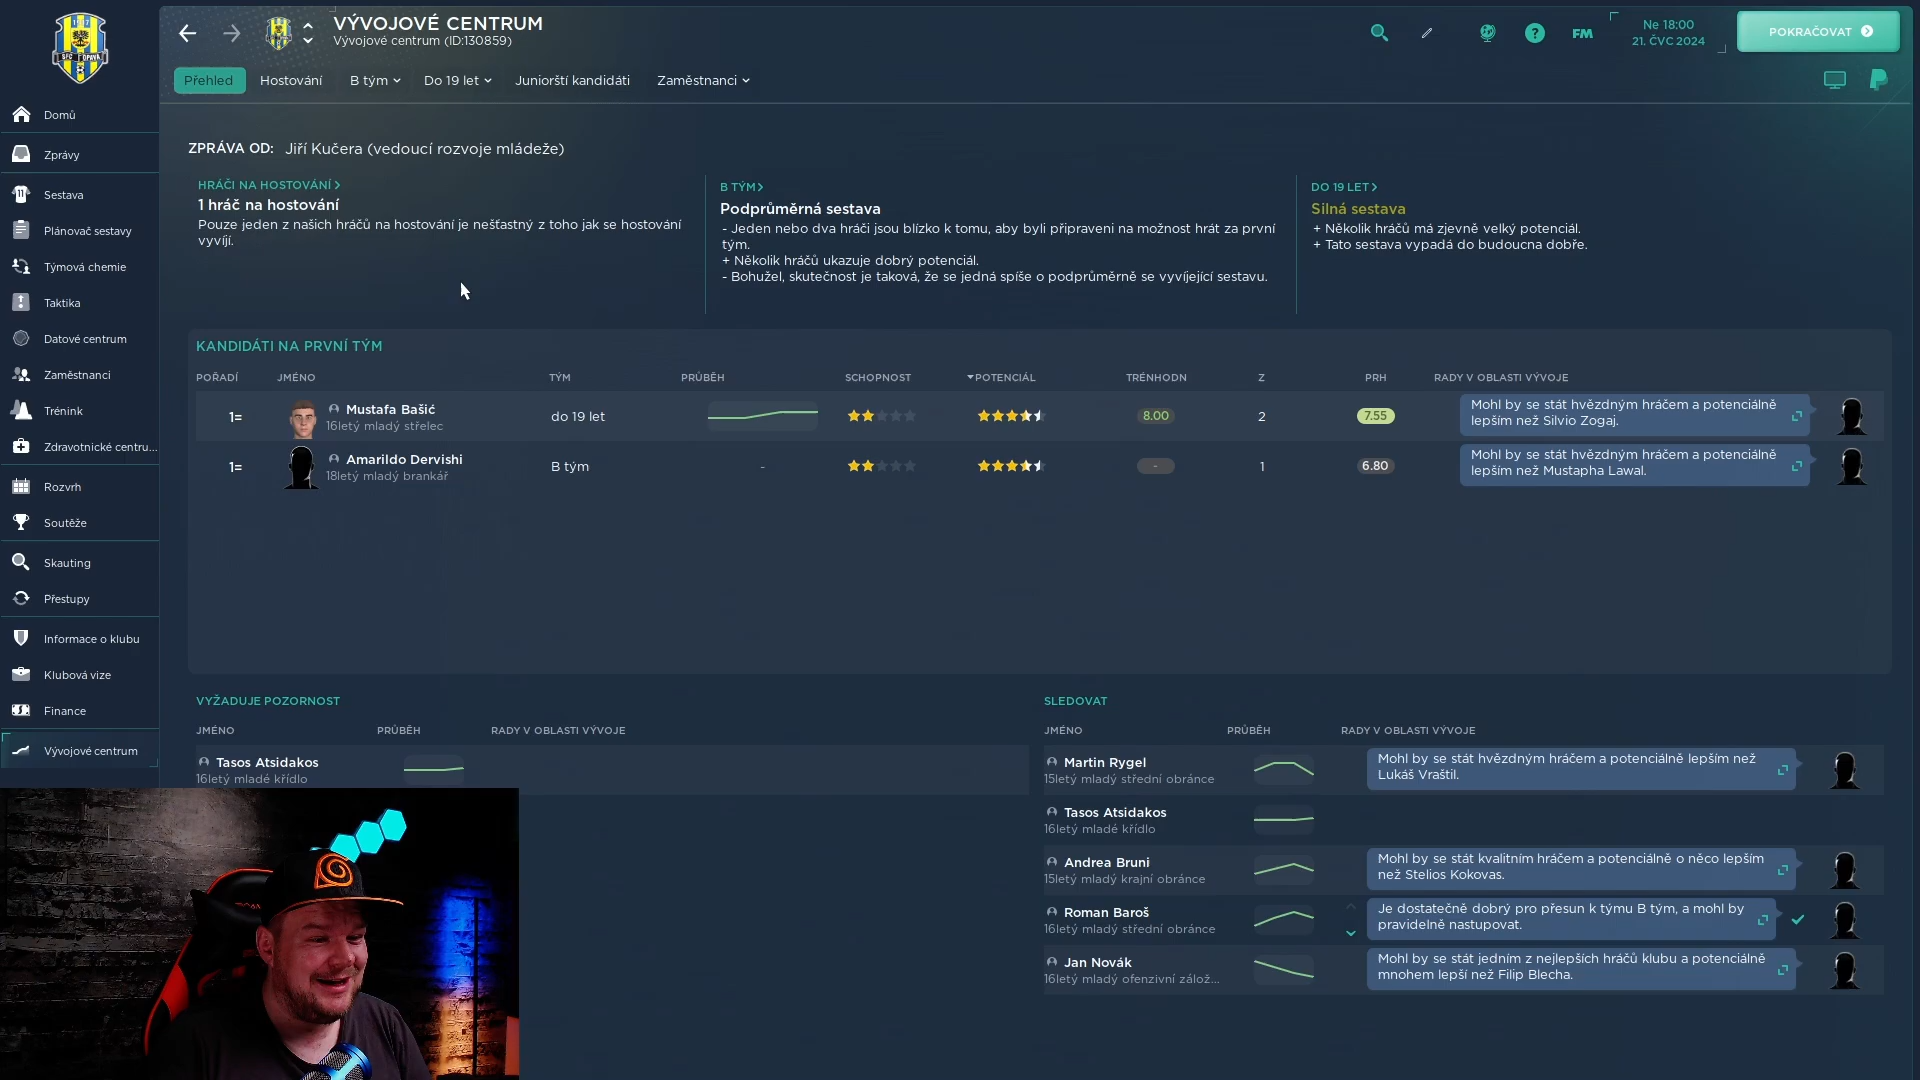 VÝVOJOVÉ CENTRUM
Vývojové centrum (ID:130859)
FM
Ne 18:00
21. ČVC 2024
POKRAČOVAT
Přehled
Hostování
B tým
Do 19 let
Juniorští kandidáti
Zaměstnanci
SFC OPAVA
Domů
Zprávy
Sestava
Plánovač sestavy
Týmová chemie
Taktika
Datové centrum
Zaměstnanci
Trénink
Zdravotnické centru...
Rozvrh
Soutěže
Skauting
Přestupy
Informace o klubu
Klubová vize
Finance
Vývojové centrum
ZPRÁVA OD: Jiří Kučera (vedoucí rozvoje mládeže)
HRÁČI NA HOSTOVÁNÍ
1 hráč na hostování
Pouze jeden z našich hráčů na hostování je nešťastný z toho jak se hostování
vyvíjí.
B TÝM
Podprůměrná sestava
- Jeden nebo dva hráči jsou blízko k tomu, aby byli připraveni na možnost hrát za první
tým.
+ Několik hráčů ukazuje dobrý potenciál.
- Bohužel, skutečnost je taková, že se jedná spíše o podprůměrně se vyvíjející sestavu.
DO 19 LET
Silná sestava
+ Několik hráčů má zjevně velký potenciál.
+ Tato sestava vypadá do budoucna dobře.
KANDIDÁTI NA PRVNÍ TÝM
POŘADÍ JMÉNO TÝM PRŮBĚH SCHOPNOST POTENCIÁL TRÉNHODN Z PRH RADY V OBLASTI VÝVOJE
1= Mustafa Bašić do 19 let 8.00 2 7.55
16letý mladý střelec
Mohl by se stát hvězdným hráčem a potenciálně
lepším než Silvio Zogaj.
1= Amarildo Dervishi B tým - - 1 6.80
18letý mladý brankář
Mohl by se stát hvězdným hráčem a potenciálně
lepším než Mustapha Lawal.
VYŽADUJE POZORNOST
JMÉNO PRŮBĚH RADY V OBLASTI VÝVOJE
Tasos Atsidakos
16letý mladé křídlo
SLEDOVAT
JMÉNO PRŮBĚH RADY V OBLASTI VÝVOJE
Martin Rygel
15letý mladý střední obránce
Mohl by se stát hvězdným hráčem a potenciálně lepším než
Lukáš Vraštil.
Tasos Atsidakos
16letý mladé křídlo
Andrea Bruni
15letý mladý krajní obránce
Mohl by se stát kvalitním hráčem a potenciálně o něco lepším
než Stelios Kokovas.
Roman Baroš
16letý mladý střední obránce
Je dostatečně dobrý pro přesun k týmu B tým, a mohl by
pravidelně nastupovat.
Jan Novák
16letý mladý ofenzivní zálož...
Mohl by se stát jedním z nejlepších hráčů klubu a potenciálně
mnohem lepší než Filip Blecha.